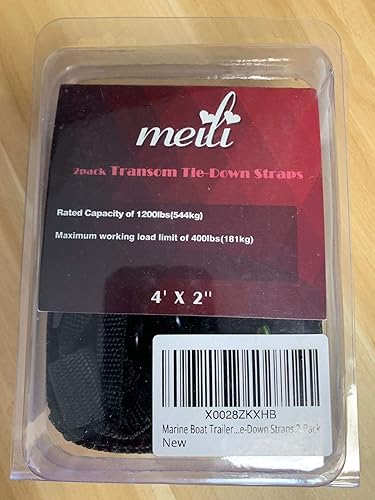 meili
2pack Transom Tie-Down Straps
Rated Capacity of 1200lbs(544kg)
Maximum working load limit of 400lbs(181kg)
4' X 2"
X0028ZKXHB
Marine Boat Trailer...e-Down Straps,2-Pack
New